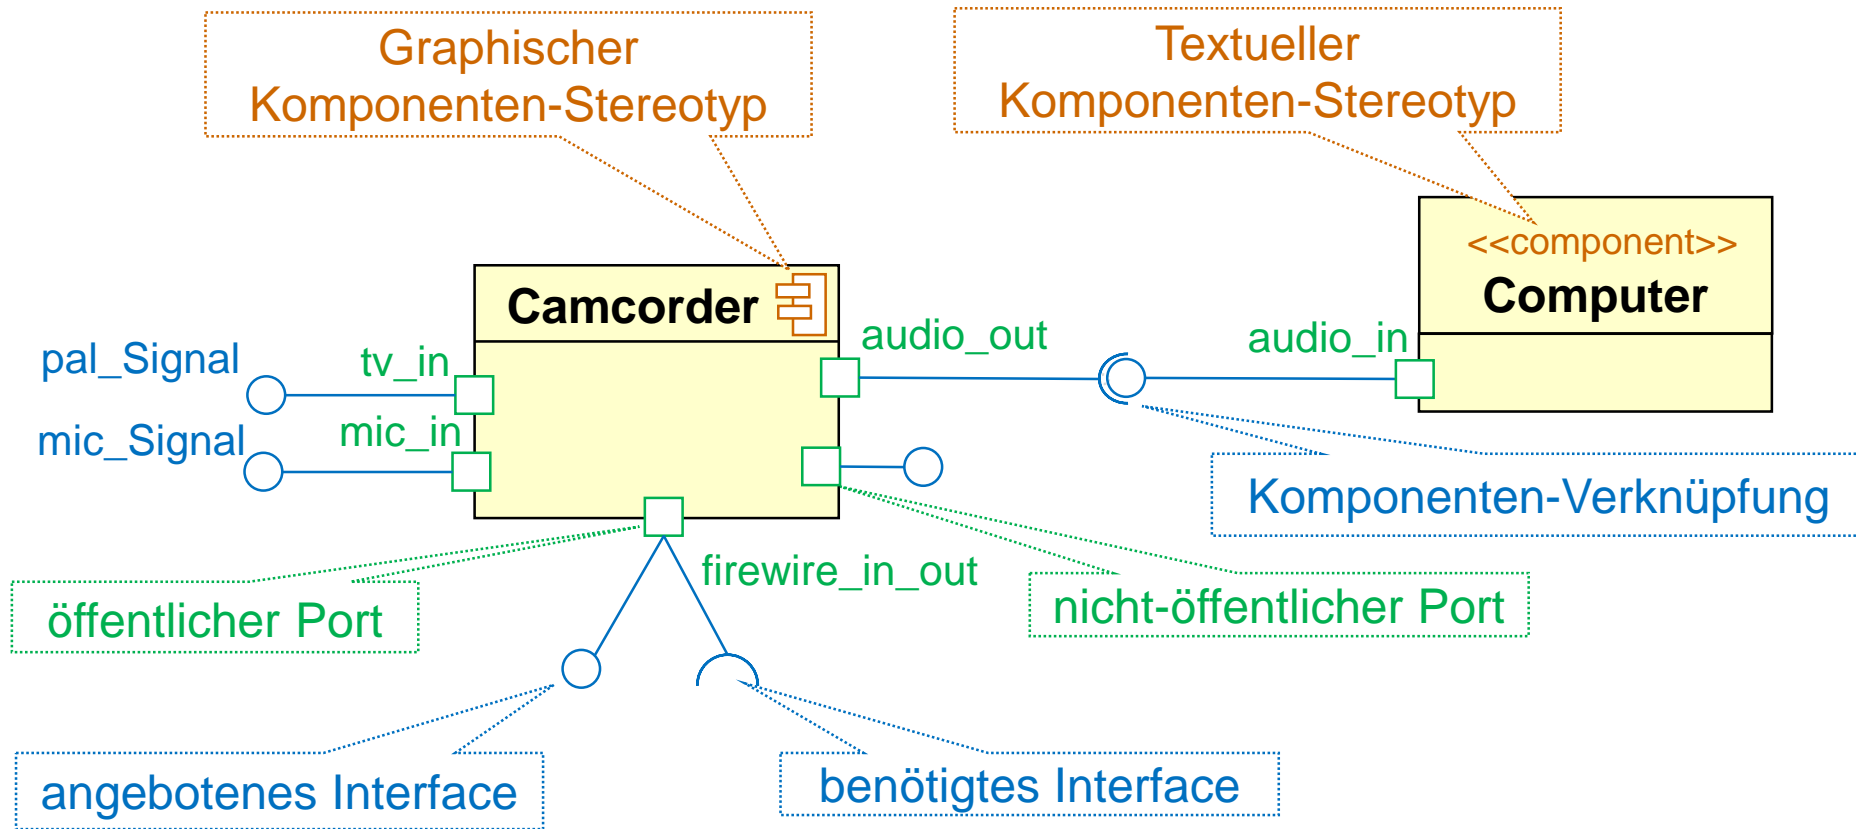 Graphischer
Komponenten-Stereotyp
Textueller
Komponenten-Stereotyp
<<component>>
Computer
Camcorder
audio_out
audio_in
pal_Signal
tv_in
mic_Signal
mic_in
Komponenten-Verknüpfung
firewire_in_out
öffentlicher Port
nicht-öffentlicher Port
angebotenes Interface
benötigtes Interface